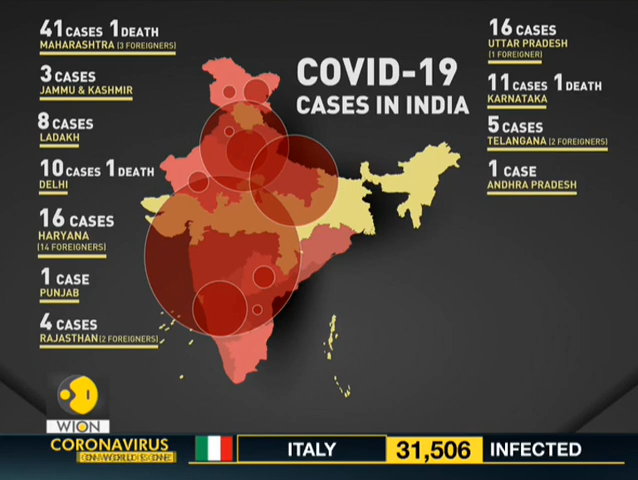 41 CASES 1 DEATH
MAHARASHTRA (3 FOREIGNERS)
3 CASES
JAMMU & KASHMIR
8 CASES
LADAKH
10 CASES 1 DEATH
DELHI
16 CASES
HARYANA
(14 FOREIGNERS)
1 CASE
PUNJAB
4 CASES
RAJASTHAN (2 FOREIGNERS)
COVID-19
CASES IN INDIA
16 CASES
UTTAR PRADESH
(1 FOREIGNER)
11 CASES 1 DEATH
KARNATAKA
5 CASES
TELANGANA (2 FOREIGNERS)
1 CASE
ANDHRA PRADESH
WION
CORONAVIRUS
ITALY 31,506 INFECTED